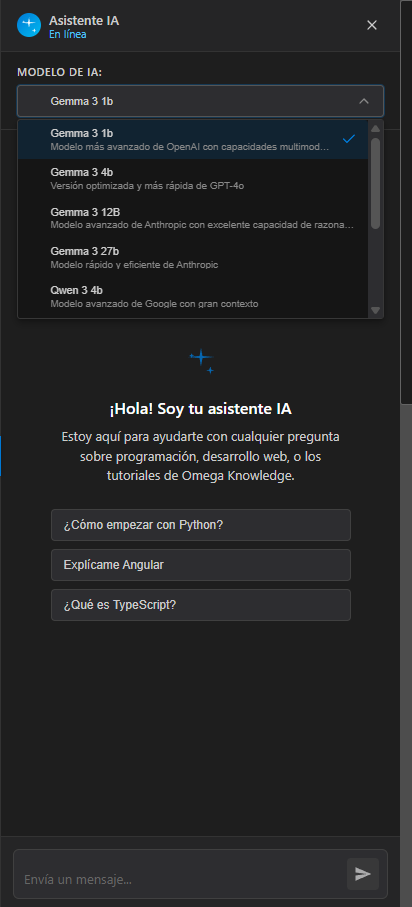 Asistente IA
En línea
MODELO DE IA:
Gemma 3 1b
Gemma 3 1b
Modelo más avanzado de OpenAI con capacidades multimod...
Gemma 3 4b
Versión optimizada y más rápida de GPT-4o
Gemma 3 12B
Modelo avanzado de Anthropic con excelente capacidad de razona...
Gemma 3 27b
Modelo rápido y eficiente de Anthropic
Qwen 3 4b
Modelo avanzado de Google con gran contexto
¡Hola! Soy tu asistente IA
Estoy aquí para ayudarte con cualquier pregunta
sobre programación, desarrollo web, o los
tutoriales de Omega Knowledge.
¿Cómo empezar con Python?
Explícame Angular
¿Qué es TypeScript?
Envía un mensaje...